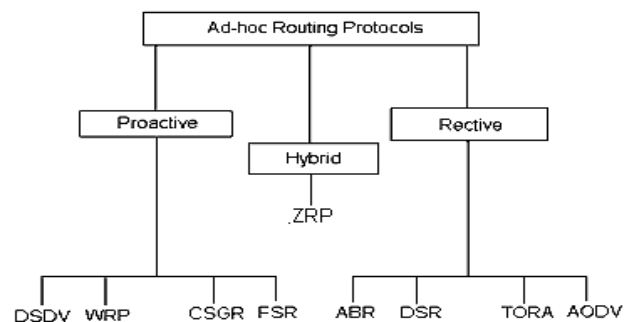 Ad-hoc Routing Protocols
Proactive
Rective
Hybrid
.ZRP
DSDV WRP CSGR FSR ABR DSR TORA AODV